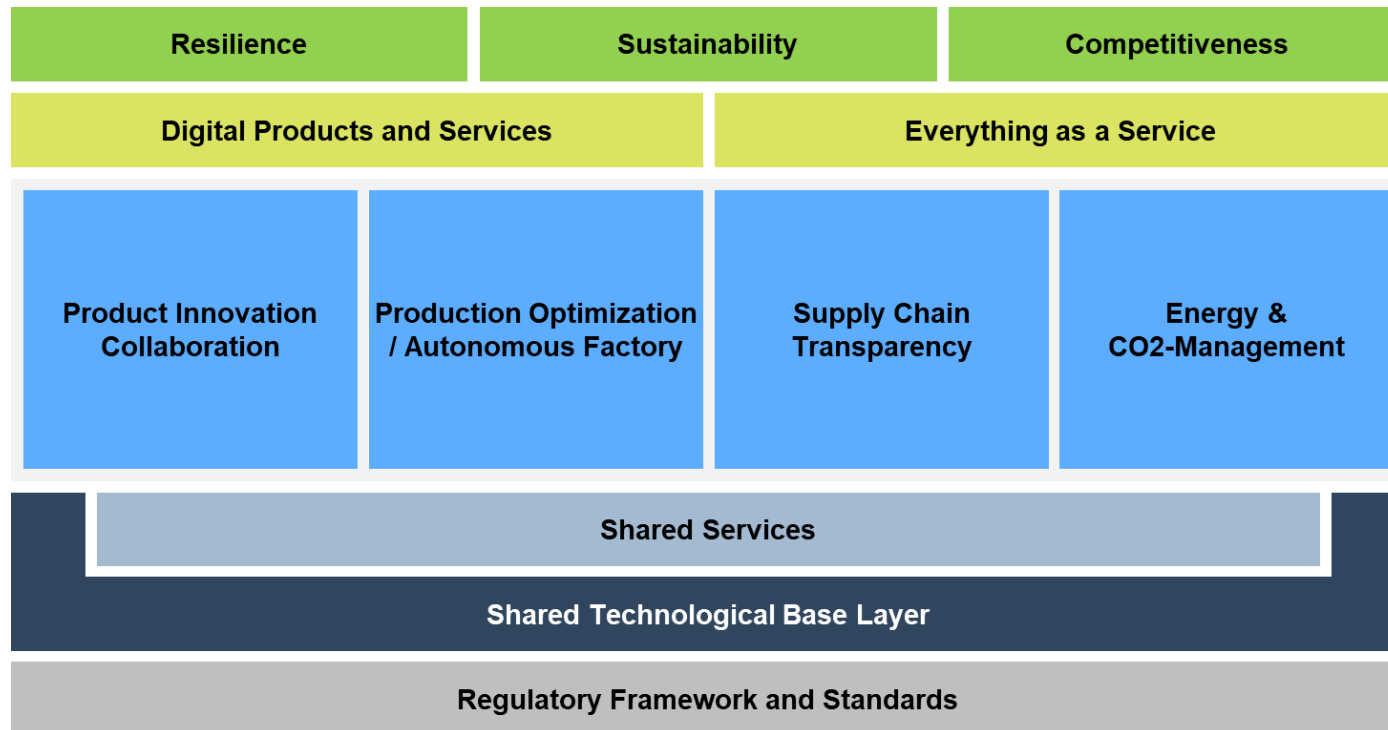 Resilience
Sustainability
Competitiveness
Digital Products and Services
Everything as a Service
Product Innovation
Collaboration
Production Optimization
/ Autonomous Factory
Supply Chain
Transparency
Energy &
CO2-Management
Shared Services
Shared Technological Base Layer
Regulatory Framework and Standards